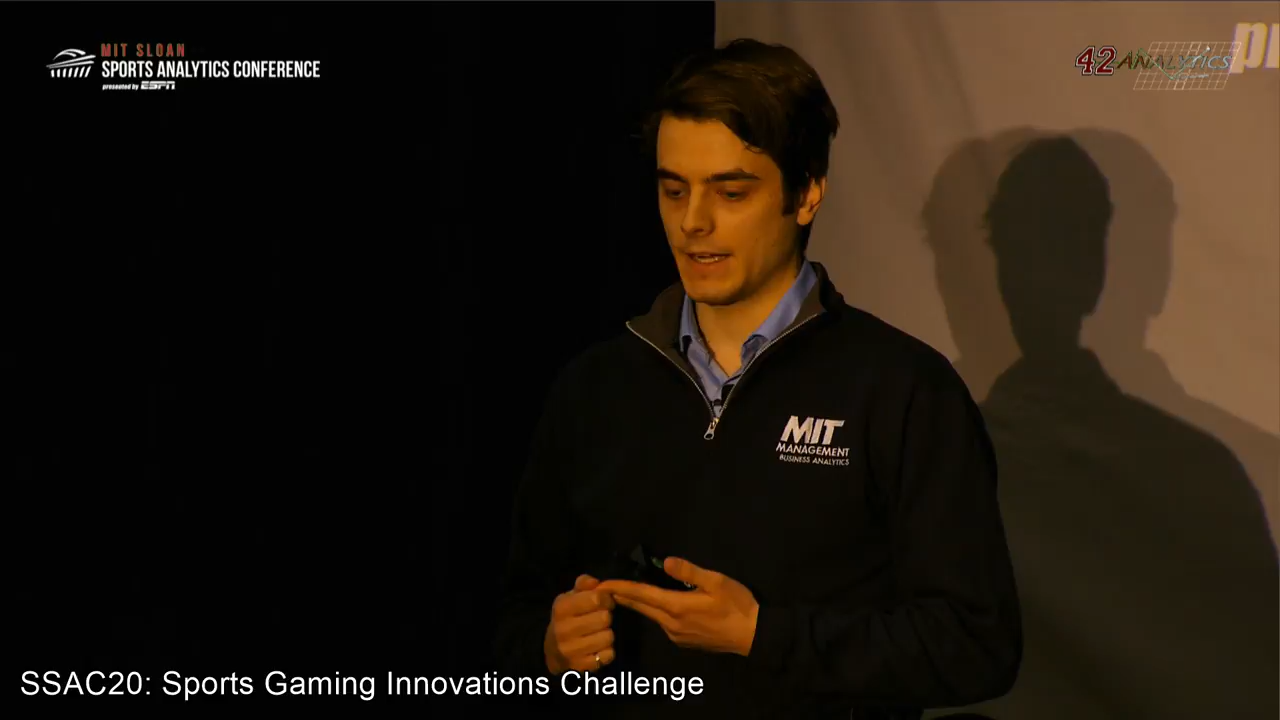 MIT SLOAN
SPORTS ANALYTICS CONFERENCE
presented by ESPN
42 ANALYTICS
MIT
MANAGEMENT
BUSINESS ANALYTICS
SSAC20: Sports Gaming Innovations Challenge